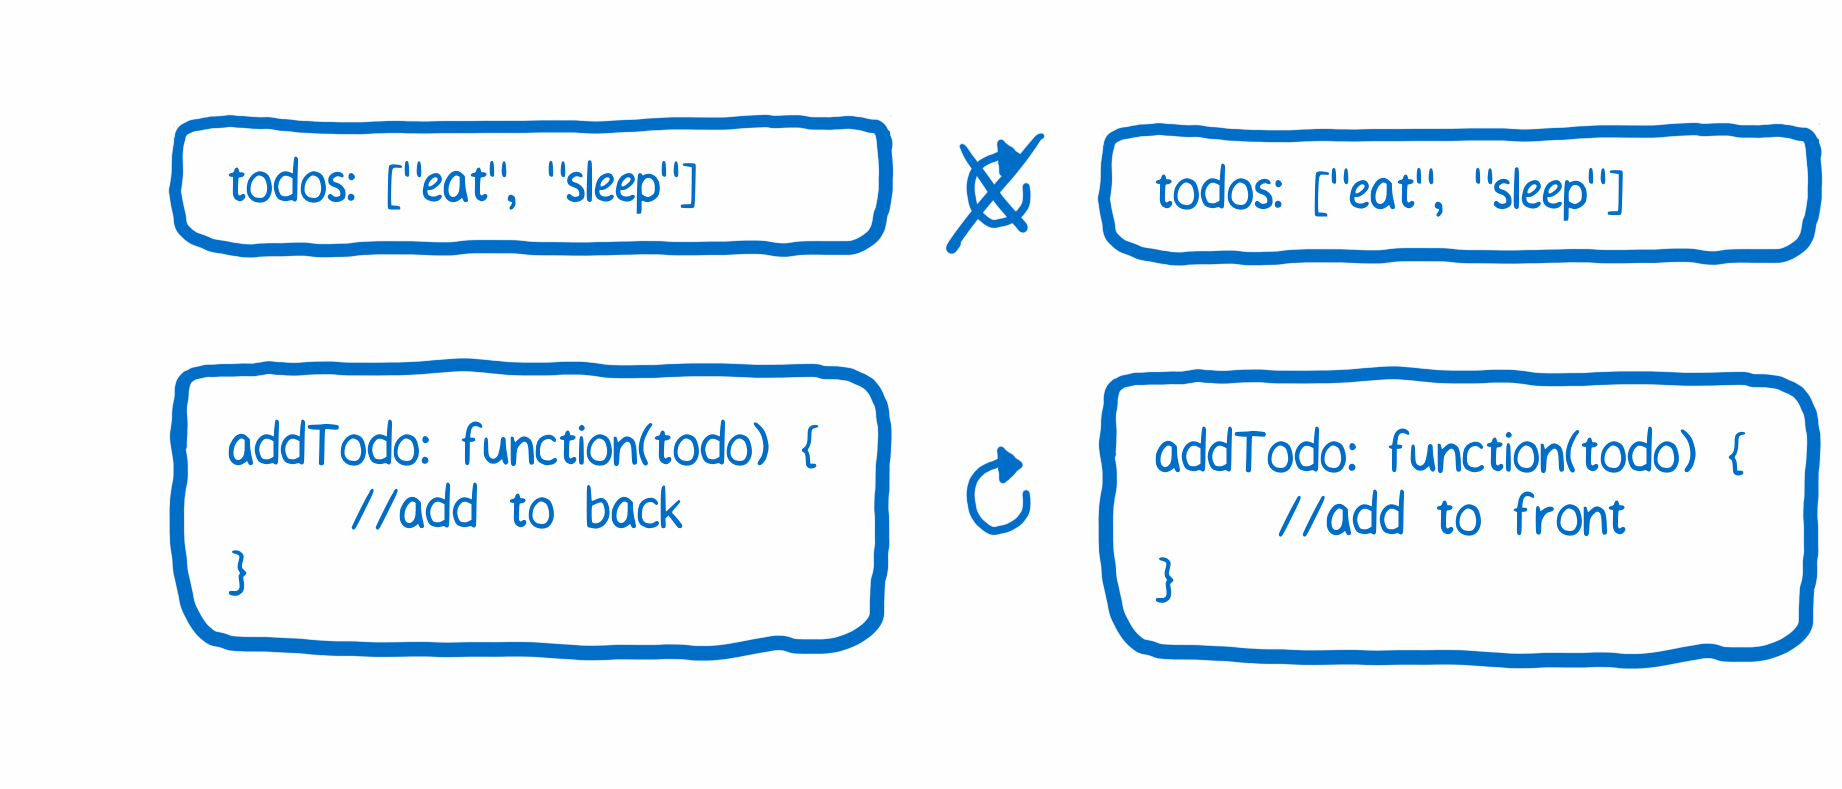 todos: ["eat", "sleep"]
todos: ["eat", "sleep"]
addTodo: function(todo) {
//add to back
}
addTodo: function(todo) {
//add to front
}